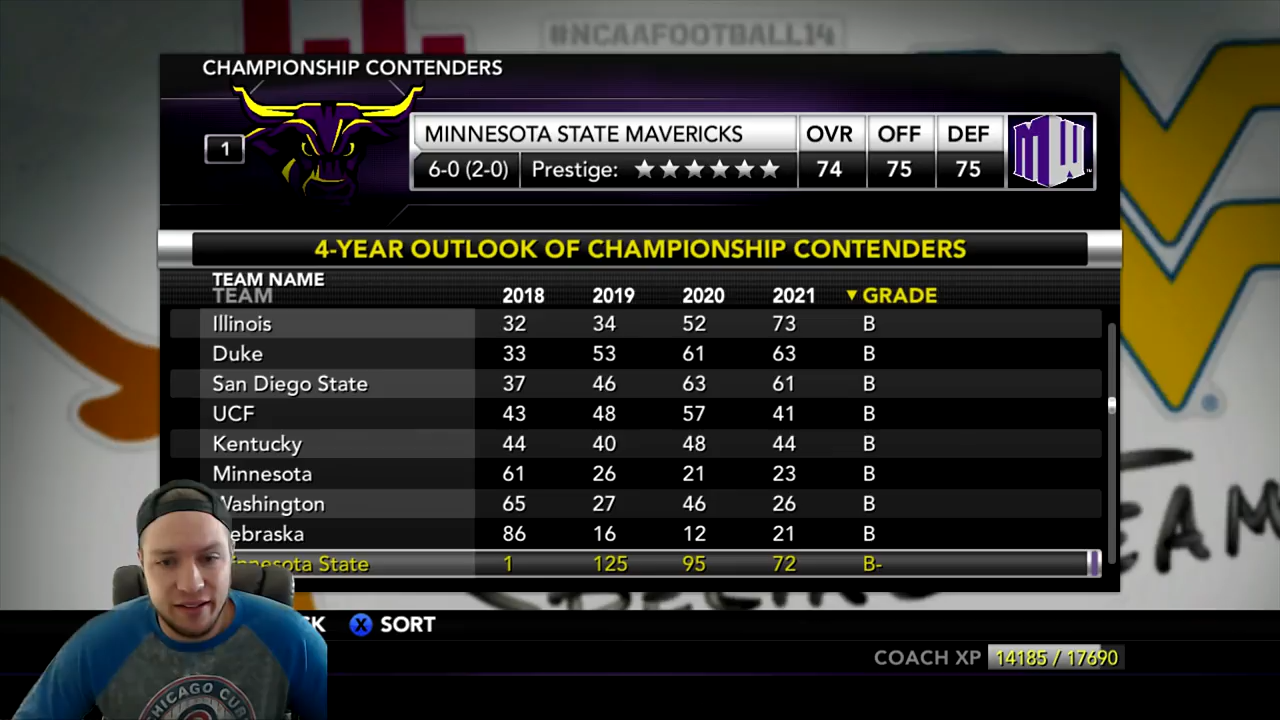 #NCAAFOOTBALL14
CHAMPIONSHIP CONTENDERS
1
MINNESOTA STATE MAVERICKS OVR OFF DEF
6-0 (2-0) Prestige: 74 75 75
MW
4-YEAR OUTLOOK OF CHAMPIONSHIP CONTENDERS
TEAM NAME
TEAM 2018 2019 2020 2021 GRADE
Illinois 32 34 52 73 B
Duke 33 53 61 63 B
San Diego State 37 46 63 61 B
UCF 43 48 57 41 B
Kentucky 44 40 48 44 B
Minnesota 61 26 21 23 B
Washington 65 27 46 26 B
ebraska 86 16 12 21 B
nnesota State 1 125 95 72 B-
CK X SORT
COACH XP 14185 / 17690
CHICAGO CUBS